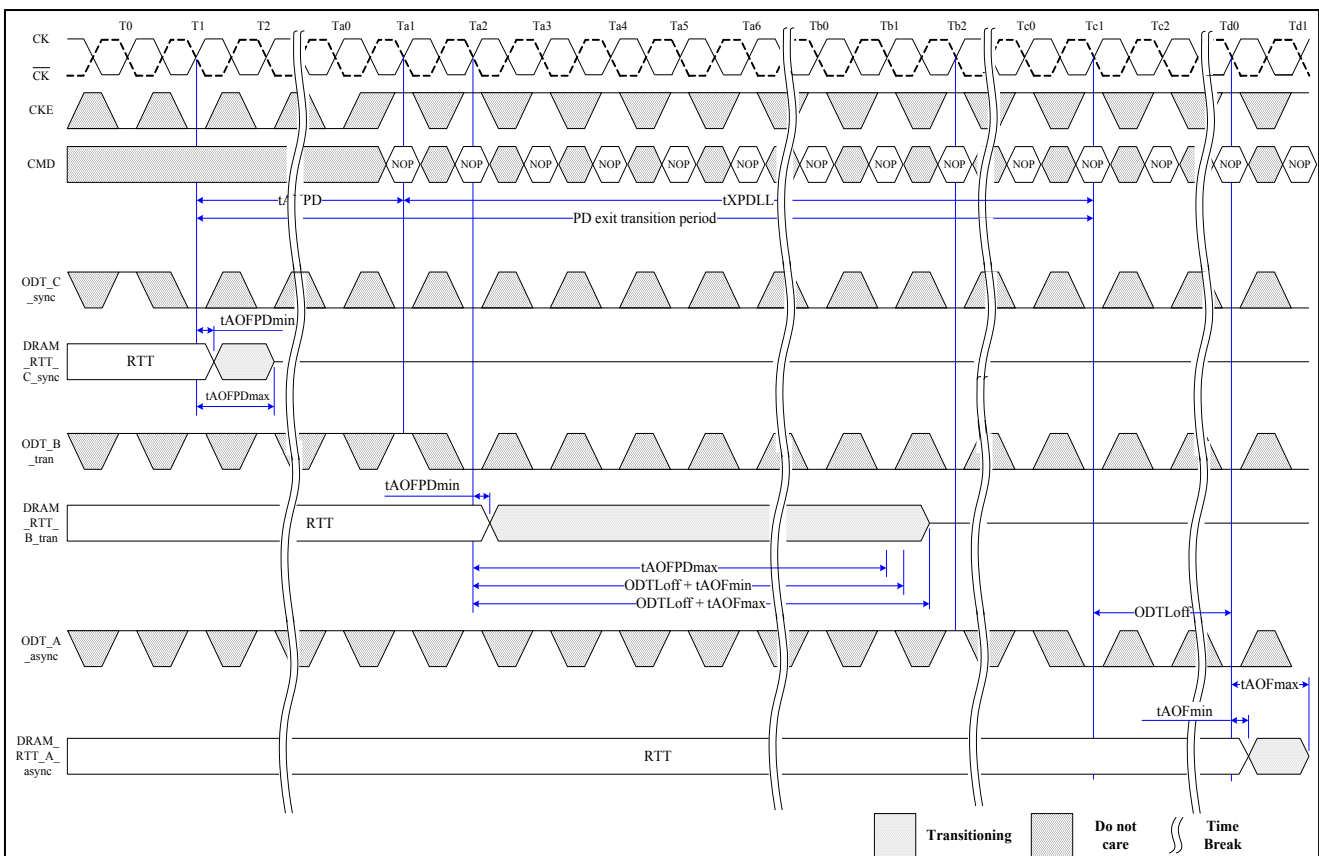 T0 T1 T2 Ta0 Ta1 Ta2 Ta3 Ta4 Ta5 Ta6 Tb0 Tb1 Tb2 Tc0 Tc1 Tc2 Td0 Td1
CK
CK
CKE
CMD
NOP NOP NOP NOP NOP NOP NOP NOP NOP NOP NOP NOP NOP NOP
tXPDLL
PD exit transition period
ODT_C
_sync
tAOFPDmin
DRAM
_RTT_
C_sync
RTT
tAOFPDmax
ODT_B
_tran
tAOFPDmin
DRAM
_RTT_
B_tran
RTT
tAOFPDmax
ODTLoff + tAOFmin
ODTLoff + tAOFmax
ODTLoff
ODT_A
_async
tAOFmax
tAOFmin
DRAM_
RTT_A_
async
RTT
Transitioning
Do not
care
Time
Break